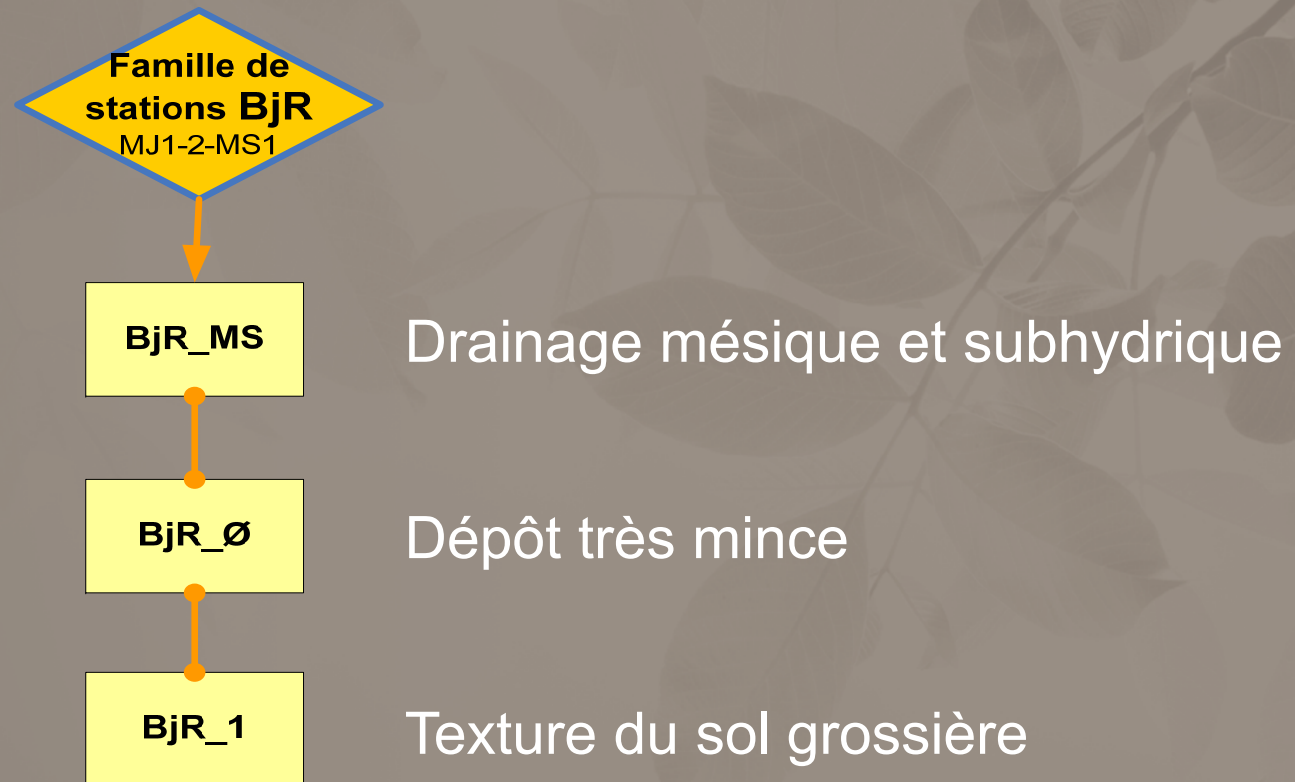 Famille de
stations BjR
MJ1-2-MS1
BjR_MS
Drainage mésique et subhydrique
BjR_Ø
Dépôt très mince
BjR_1
Texture du sol grossière